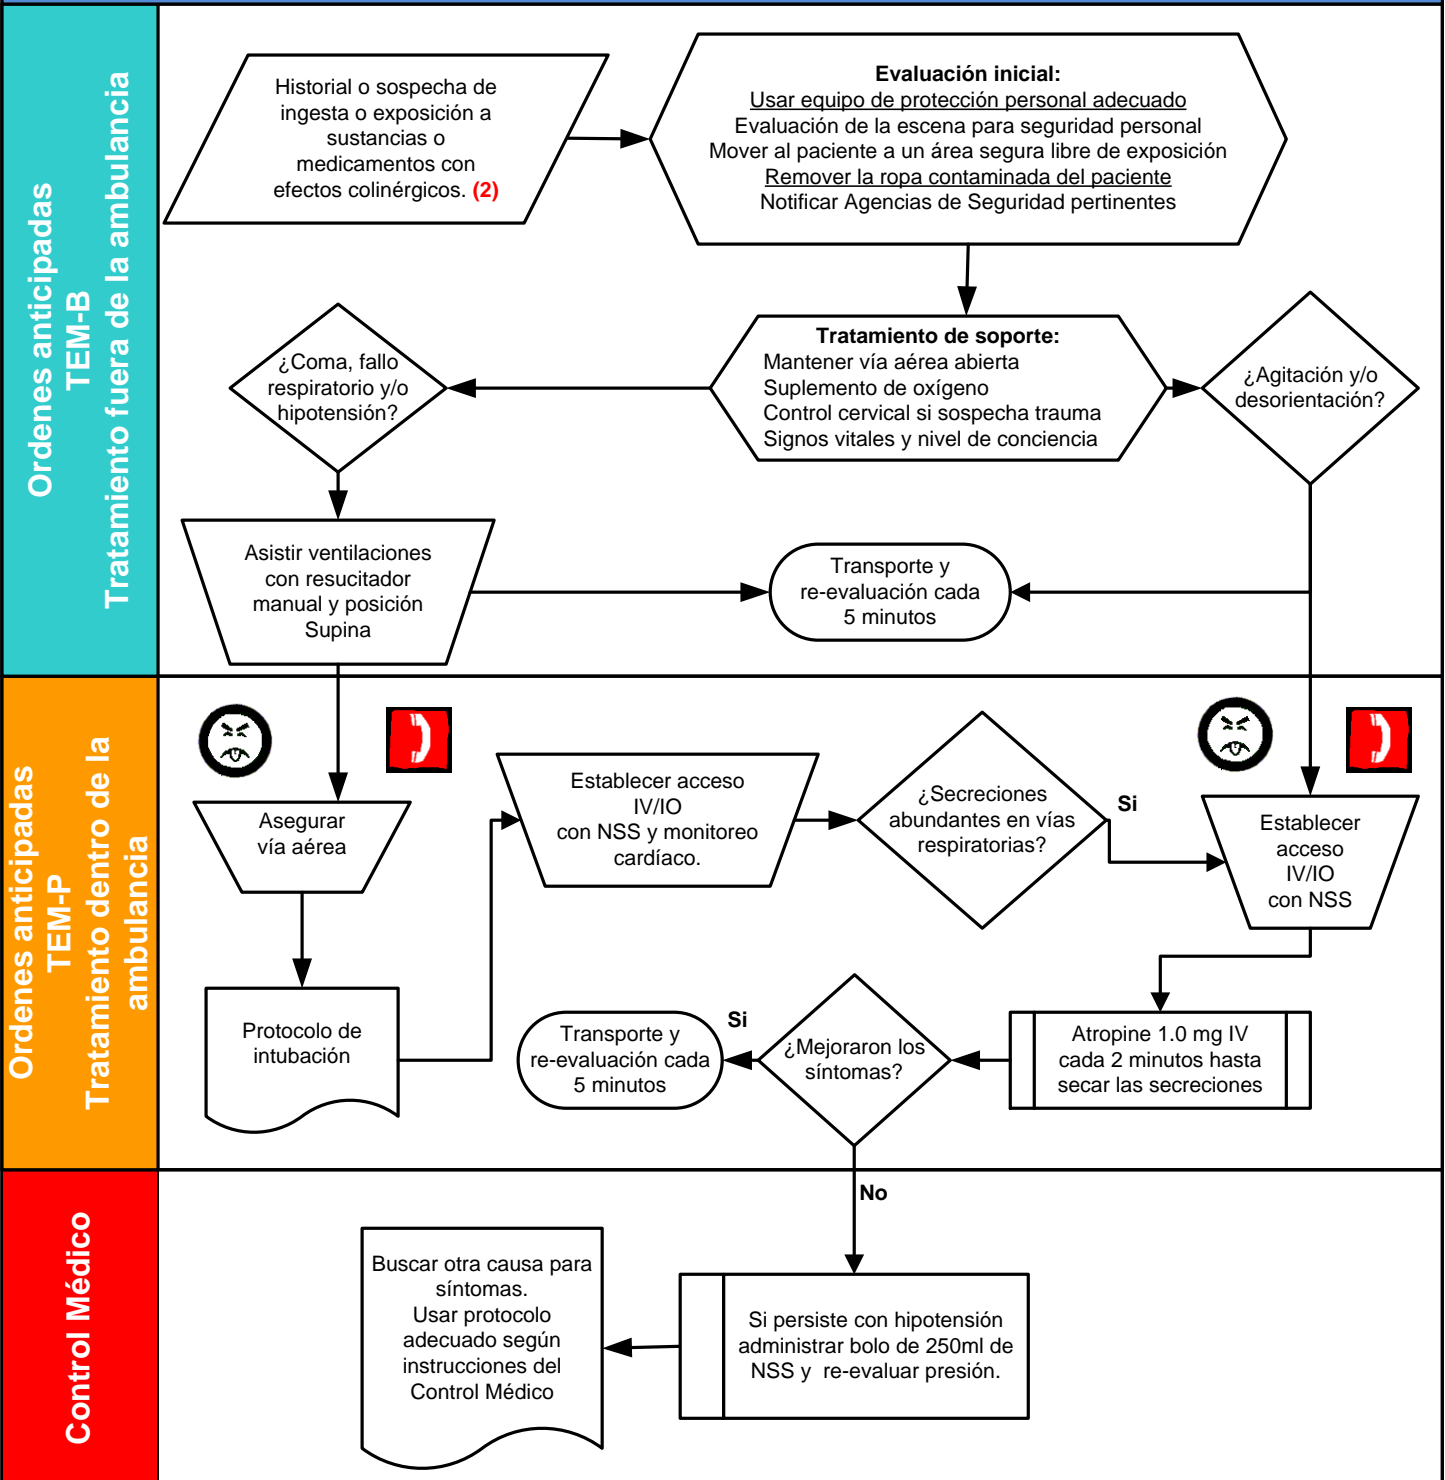 Ordenes anticipadas
TEM-B
Tratamiento fuera de la ambulancia
Historial o sospecha de
ingesta o exposición a
sustancias o
medicamentos con
efectos colinérgicos. (2)
Evaluación inicial:
Usar equipo de protección personal adecuado
Evaluación de la escena para seguridad personal
Mover al paciente a un área segura libre de exposición
Remover la ropa contaminada del paciente
Notificar Agencias de Seguridad pertinentes
¿Coma, fallo
respiratorio y/o
hipotensión?
Tratamiento de soporte:
Mantener vía aérea abierta
Suplemento de oxígeno
Control cervical si sospecha trauma
Signos vitales y nivel de conciencia
¿Agitación y/o
desorientación?
Asistir ventilaciones
con resucitador
manual y posición
Supina
Transporte y
re-evaluación cada
5 minutos
Ordenes anticipadas
TEM-P
Tratamiento dentro de la
ambulancia
Asegurar
vía aérea
Establecer acceso
IV/IO
con NSS y monitoreo
cardíaco.
¿Secreciones
abundantes en vías
respiratorias?
Si
Establecer
acceso
IV/IO
con NSS
Protocolo de
intubación
Transporte y
re-evaluación cada
5 minutos
Si
¿Mejoraron los
síntomas?
Atropine 1.0 mg IV
cada 2 minutos hasta
secar las secreciones
Control Médico
No
Buscar otra causa para
síntomas.
Usar protocolo
adecuado según
instrucciones del
Control Médico
Si persiste con hipotensión
administrar bolo de 250ml de
NSS y re-evaluar presión.